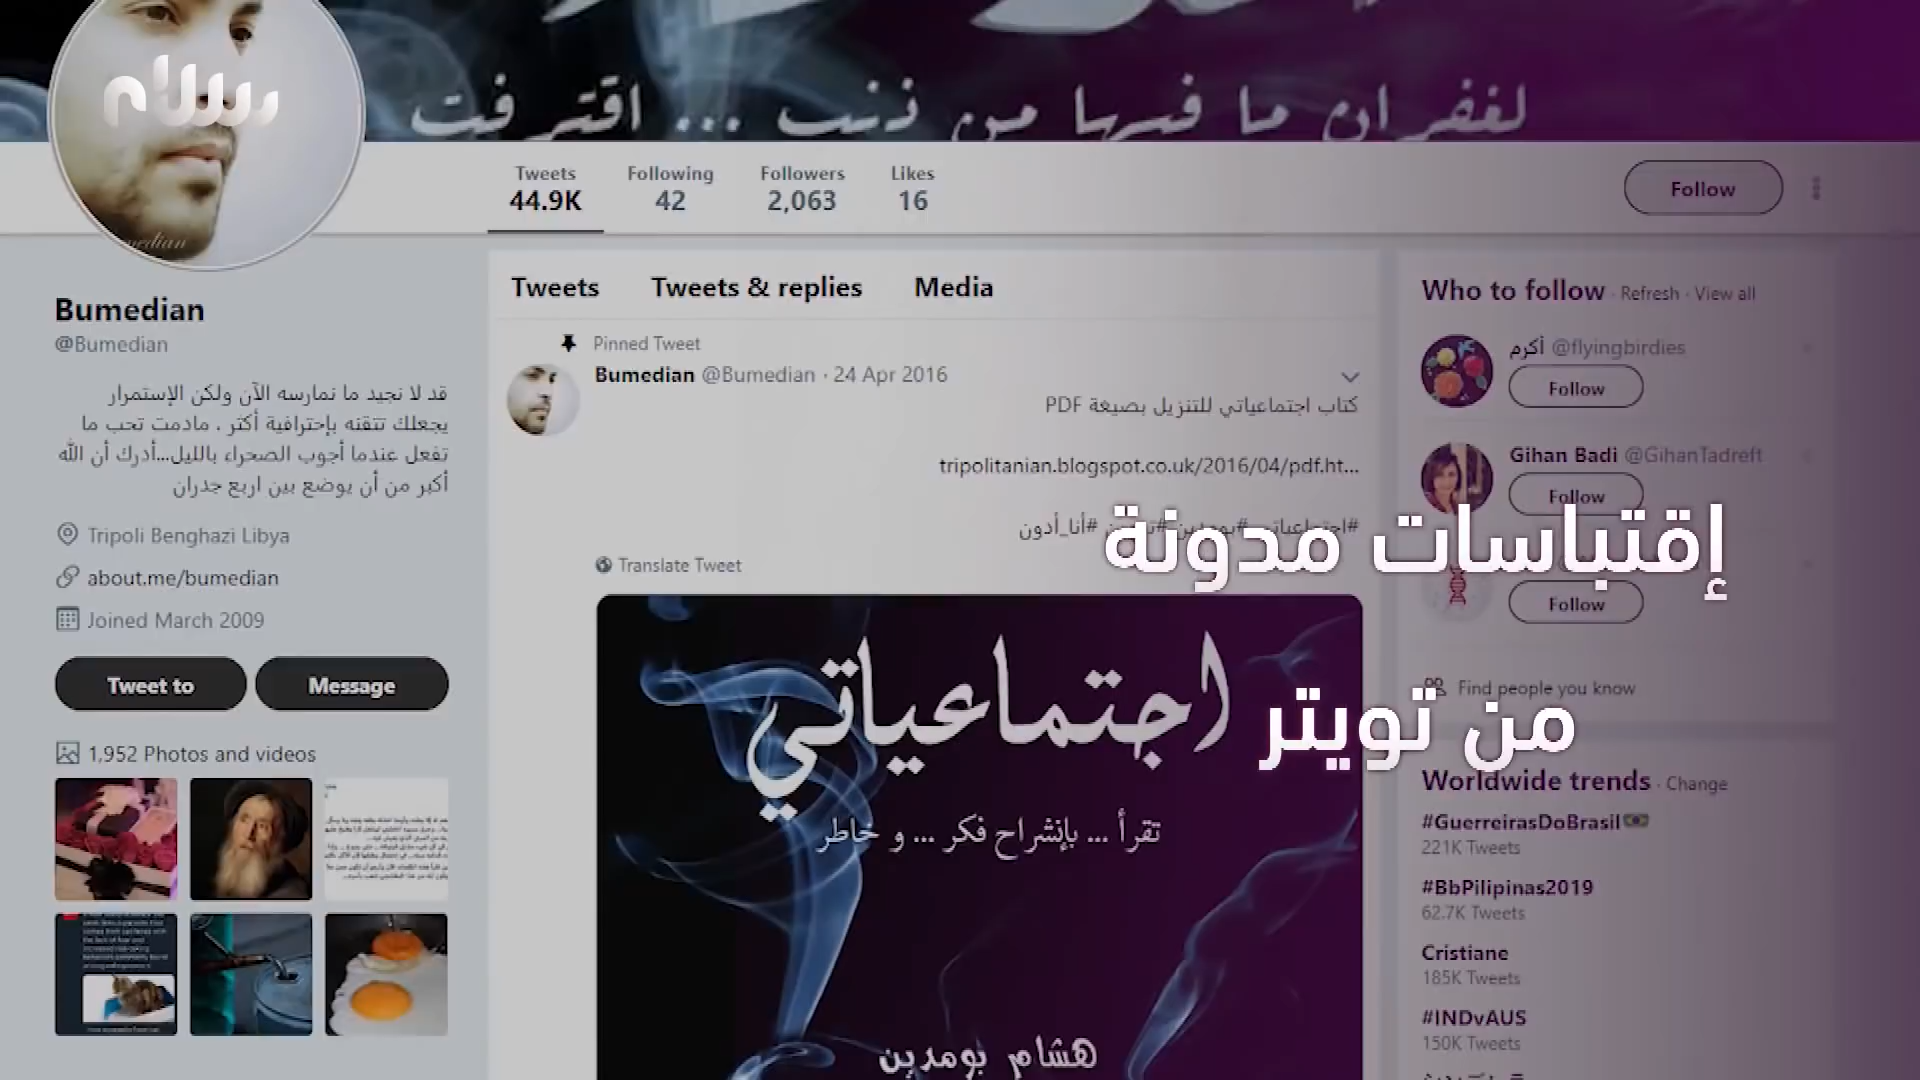 سلام
لغفران ما فيها من ذنب ... اقترفت
Tweets
44.9K
Following
42
Followers
2,063
Likes
16
Follow
Bumedian
@Bumedian
قد لا نجيد ما نمارسه الآن ولكن الإستمرار
يجعلك تتقنه بإحترافية أكثر ، مادمت تحب ما
تفعل عندما أجوب الصحراء بالليل...أدرك أن الله
أكبر من أن يوضع بين اربع جدران
Tripoli Benghazi Libya
about.me/bumedian
Joined March 2009
Tweet to
Message
1,952 Photos and videos
Tweets
Tweets & replies
Media
Pinned Tweet
Bumedian @Bumedian · 24 Apr 2016
كتاب اجتماعياتي للتنزيل بصيغة PDF
tripolitanian.blogspot.co.uk/2016/04/pdf.ht...
#اجتماعياتي #بومدين #أنا_أدون
Translate Tweet
اجتماعياتي
تقرأ ... بإنشراح فكر ... و خاطر
هشام بومدين
إقتباسات مدونة
من تويتر
Who to follow · Refresh · View all
أكرم @flyingbirdies
Follow
Gihan Badi @GihanTadreft
Follow
Follow
Find people you know
Worldwide trends · Change
#GuerreirasDoBrasil
221K Tweets
#BbPilipinas2019
62.7K Tweets
Cristiane
185K Tweets
#INDvAUS
150K Tweets